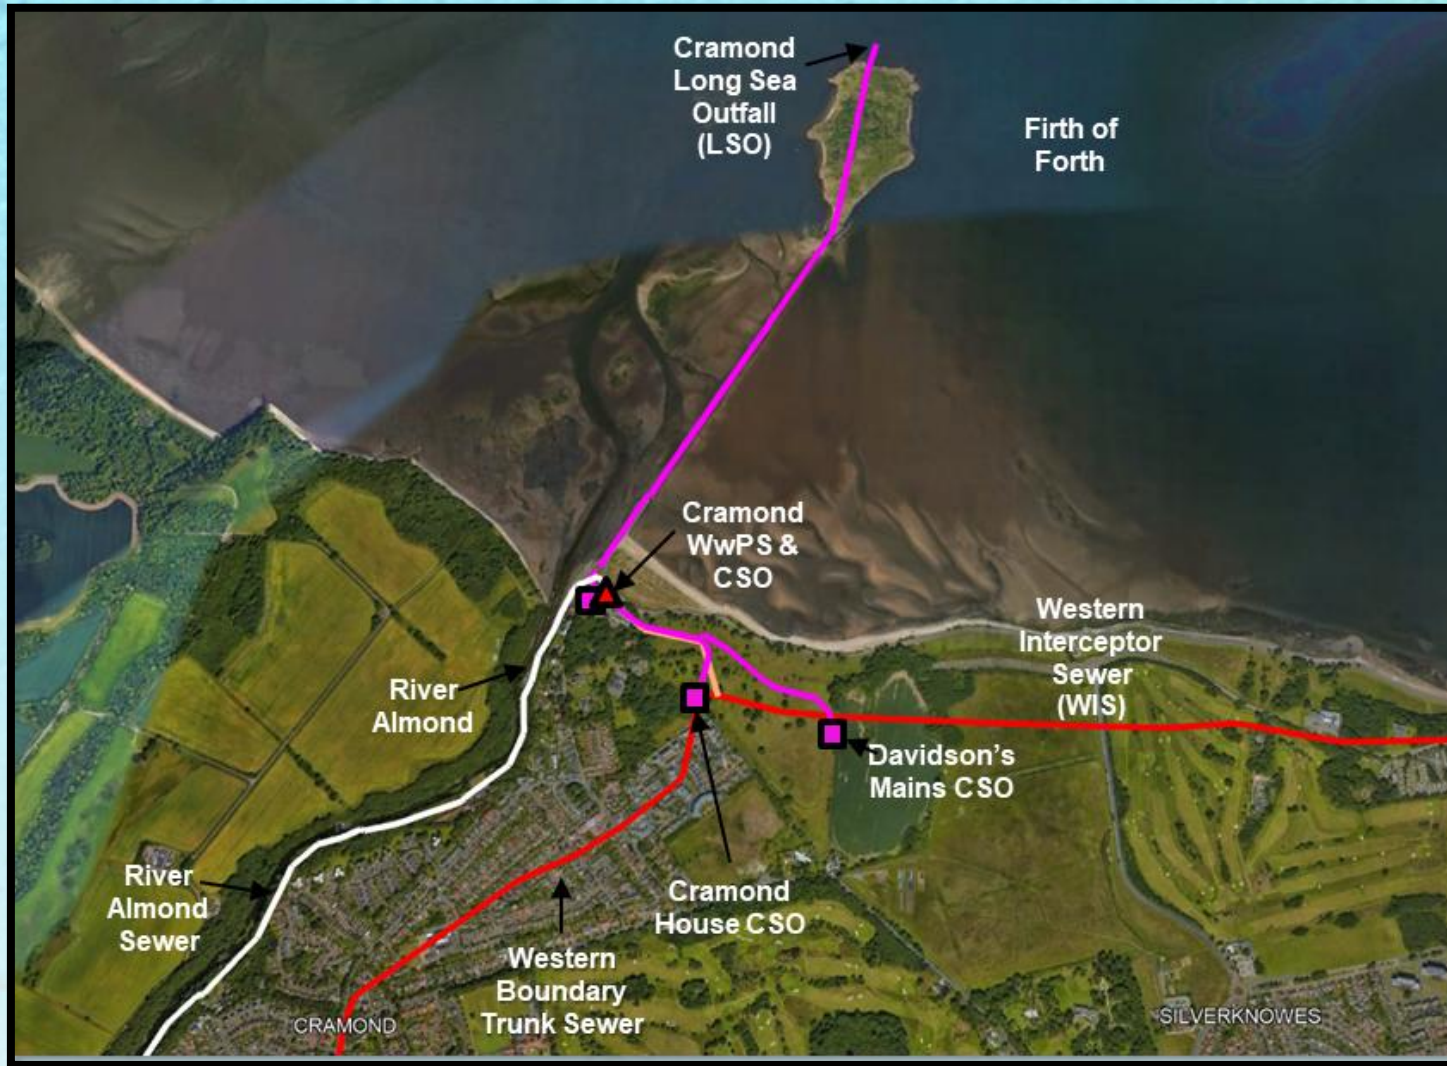 Cramond
Long Sea
Outfall
(LSO)
Firth of
Forth
Cramond
WwPS &
CSO
Western
Interceptor
Sewer
(WIS)
River
Almond
Davidson's
Mains CSO
River
Almond
Sewer
Cramond
House CSO
Western
Boundary
Trunk Sewer
CRAMOND
SILVERKNOWES